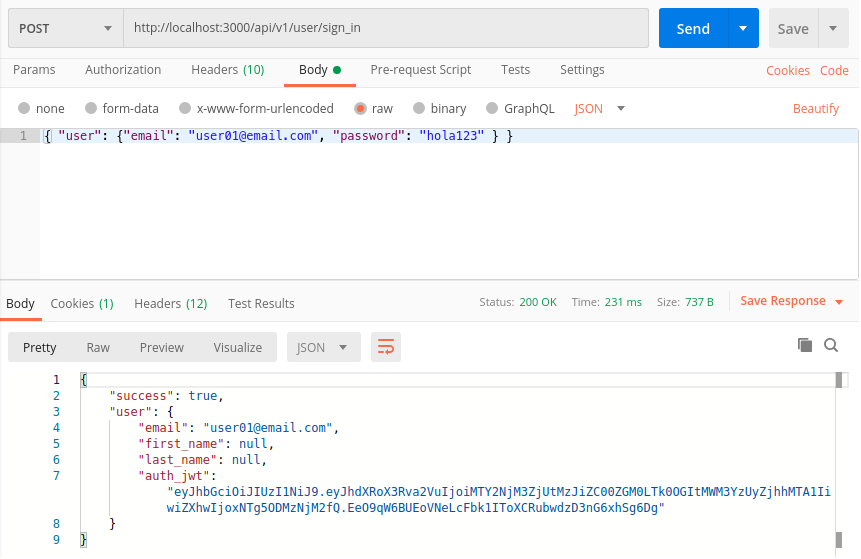 POST http://localhost:3000/api/v1/user/sign_in Send Save
Params Authorization Headers (10) Body Pre-request Script Tests Settings Cookies Code
none form-data x-www-form-urlencoded raw binary GraphQL JSON Beautify
1 { "user": {"email": "user01@email.com", "password": "hola123" } }
Body Cookies (1) Headers (12) Test Results Status: 200 OK Time: 231 ms Size: 737 B Save Response
Pretty Raw Preview Visualize JSON
1 {
2 "success": true,
3 "user": {
4 "email": "user01@email.com",
5 "first_name": null,
6 "last_name": null,
7 "auth_jwt":
"eyJhbGciOiJIUzI1NiJ9.eyJhdXRoX3Rva2VuIjoiMTY2NjM3ZjUtMzJiZC00ZGM0LTk0OGItMWM3YzUyZjhhMTA1Ii
wiZXhwIjoxNTg5ODMzNjM2fQ.EeO9qW6BUEoVNeLcFbk1IToXCRubwdzD3nG6xhSg6Dg"
8 }
9 }